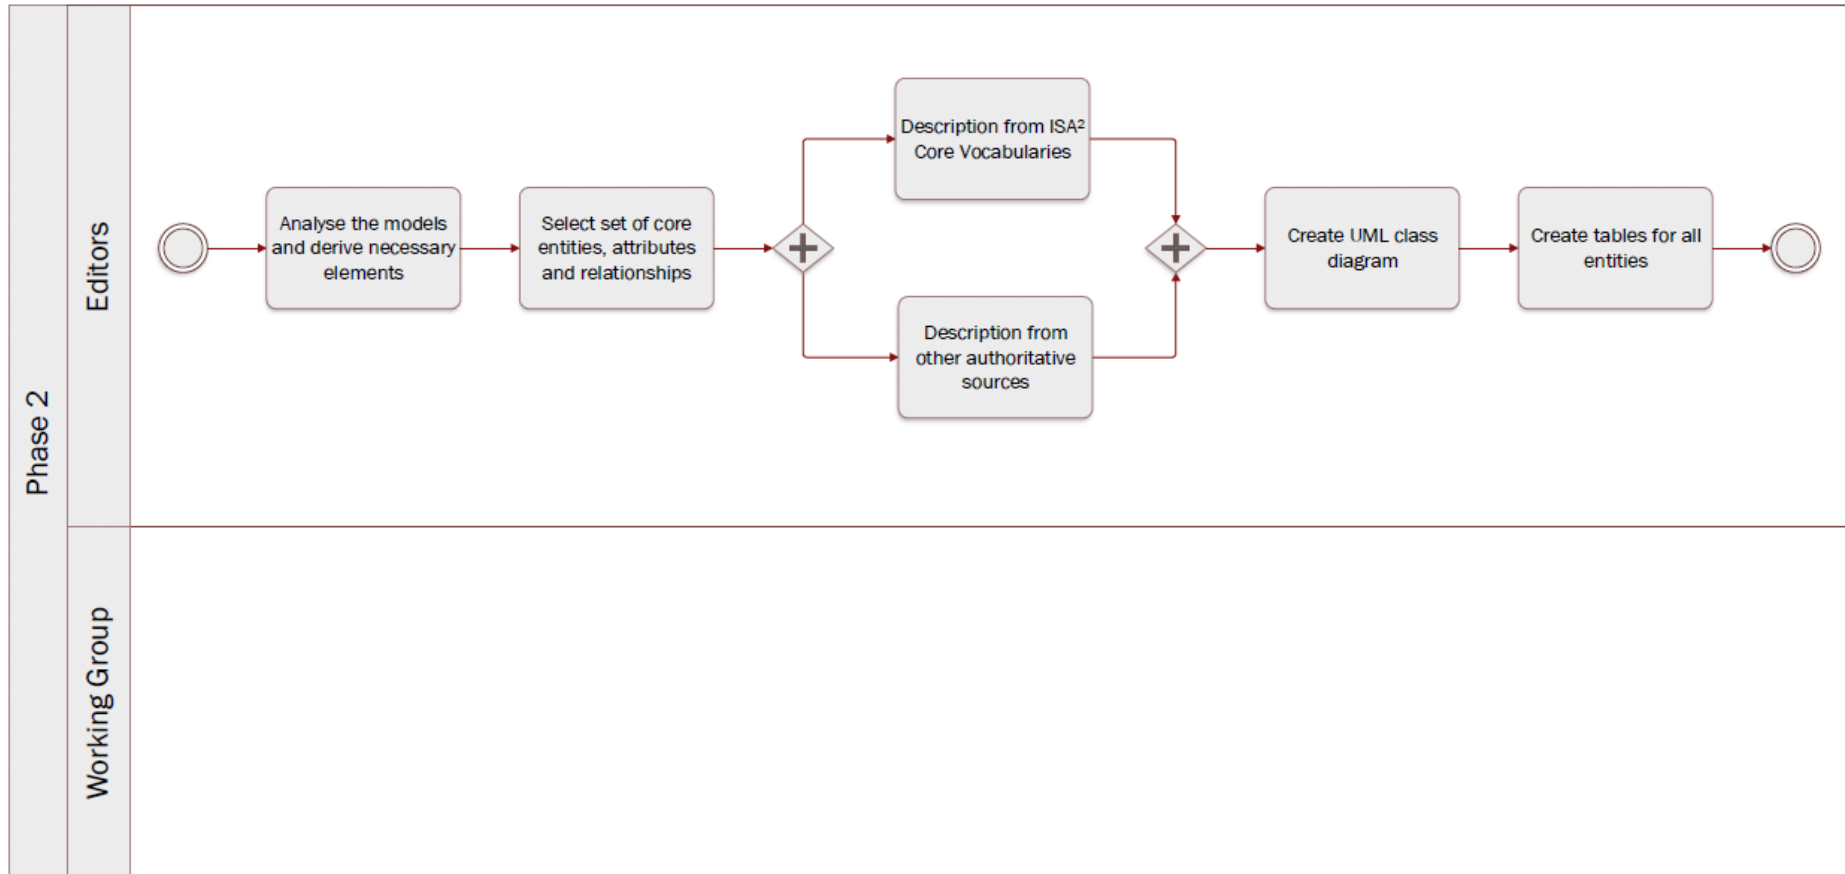 Phase 2
Editors
Analyse the models
and derive necessary
elements
Select set of core
entities, attributes
and relationships
Description from ISA²
Core Vocabularies
Description from
other authoritative
sources
Create UML class
diagram
Create tables for all
entities
Working Group